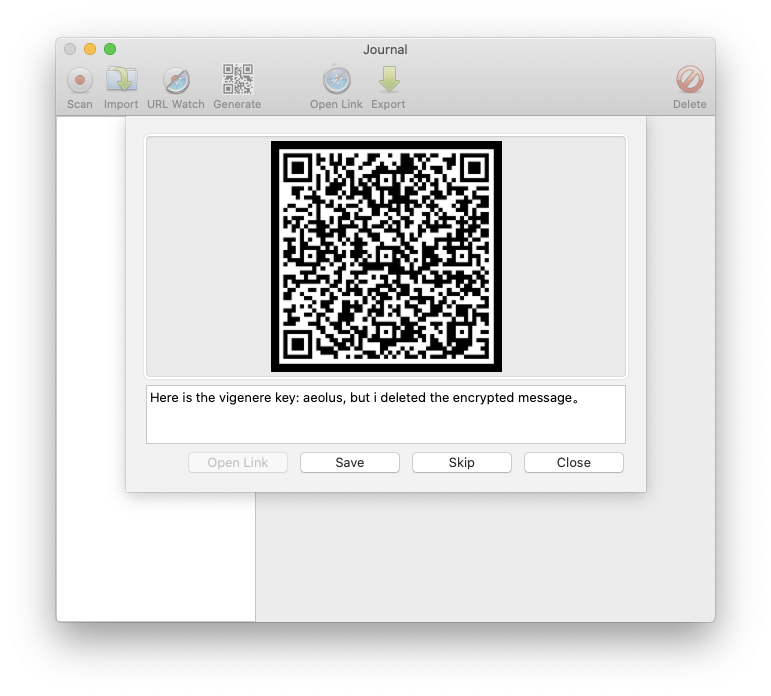 Journal
Scan Import URL Watch Generate Open Link Export Delete
Here is the vigenere key: aeolus, but i deleted the encrypted message。
Open Link Save Skip Close